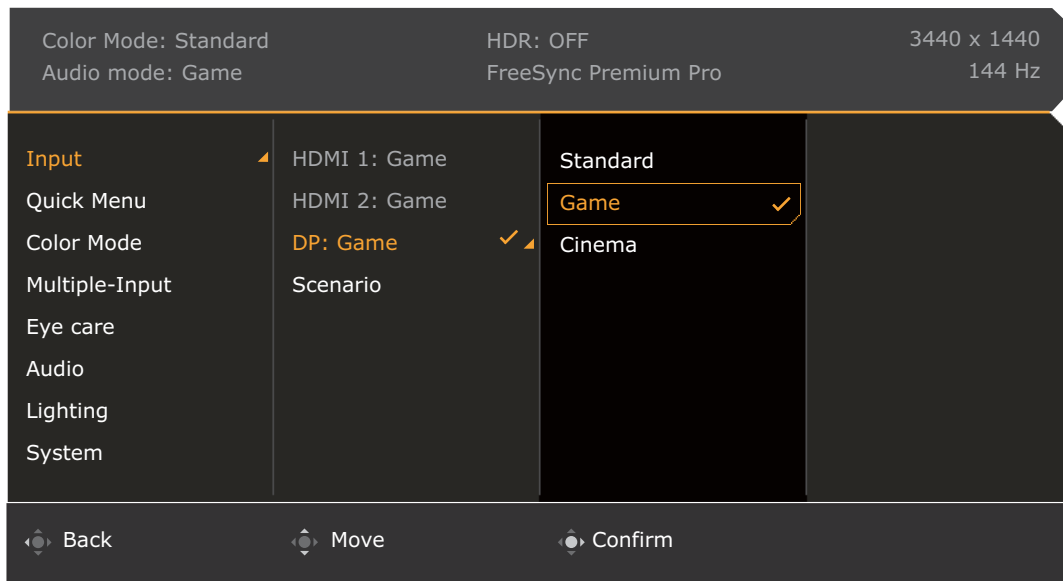 Color Mode: Standard
HDR: OFF
3440 x 1440
Audio mode: Game
FreeSync Premium Pro
144 Hz
Input
Quick Menu
Color Mode
Multiple-Input
Eye care
Audio
Lighting
System
HDMI 1: Game
HDMI 2: Game
DP: Game
Scenario
Standard
Game
Cinema
Back
Move
Confirm